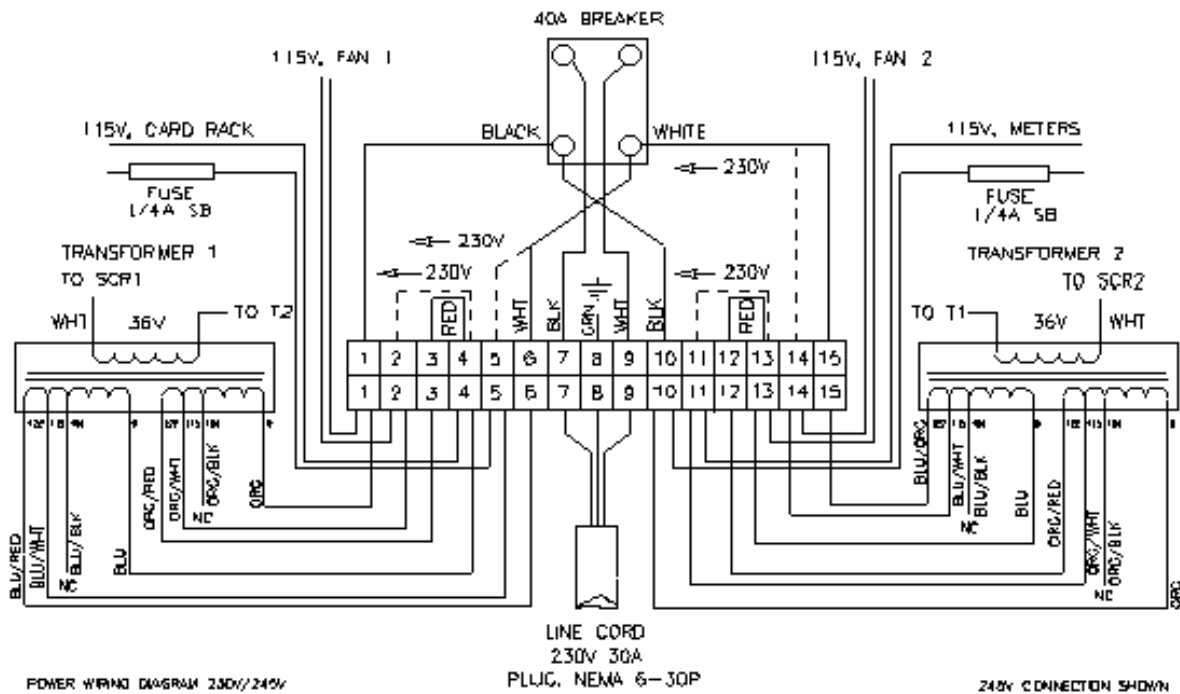 40A BREAKER
115V, FAN 1
115V, FAN 2
115V, CARD RACK
BLACK
WHITE
115V, METERS
FUSE
1/4A SB
230V
FUSE
1/4A SB
TRANSFORMER 1
TO SCR1
230V
230V
230V
TRANSFORMER 2
TO SCR2
WHT
36V
TO T2
RED
WHT
BLK
GRN
WHT
BLK
RED
TO T1
36V
WHT
1 2 3 4 5 6 7 8 9 10 11 12 13 14 15
1 2 3 4 5 6 7 8 9 10 11 12 13 14 15
BLU/RED
BLU/WHT
NC
BLU/BLK
BLU
ORG/RED
ORG/WHT
NC
ORG/BLK
ORG
BLU/ORG
BLU/WHT
NC
BLU/BLK
BLU
ORG/RED
ORG/WHT
NC
ORG/BLK
ORG
LINE CORD
230V 30A
PLUG, NEMA 6-30P
POWER WIRING DIAGRAM 230V/245V
CONNECTION SHOWN